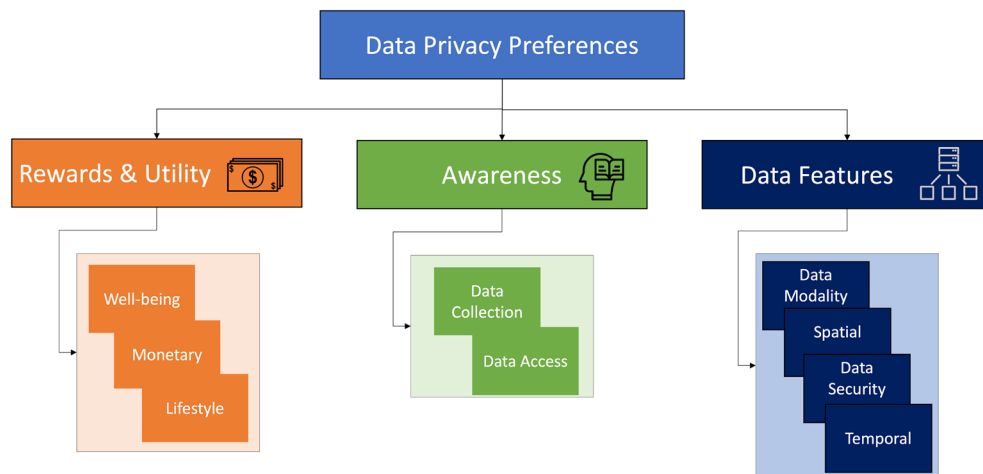 Data Privacy Preferences
Rewards & Utility
$
$
$
Awareness
Data Features
Well-being
Monetary
Lifestyle
Data
Collection
Data Access
Data
Modality
Spatial
Data
Security
Temporal